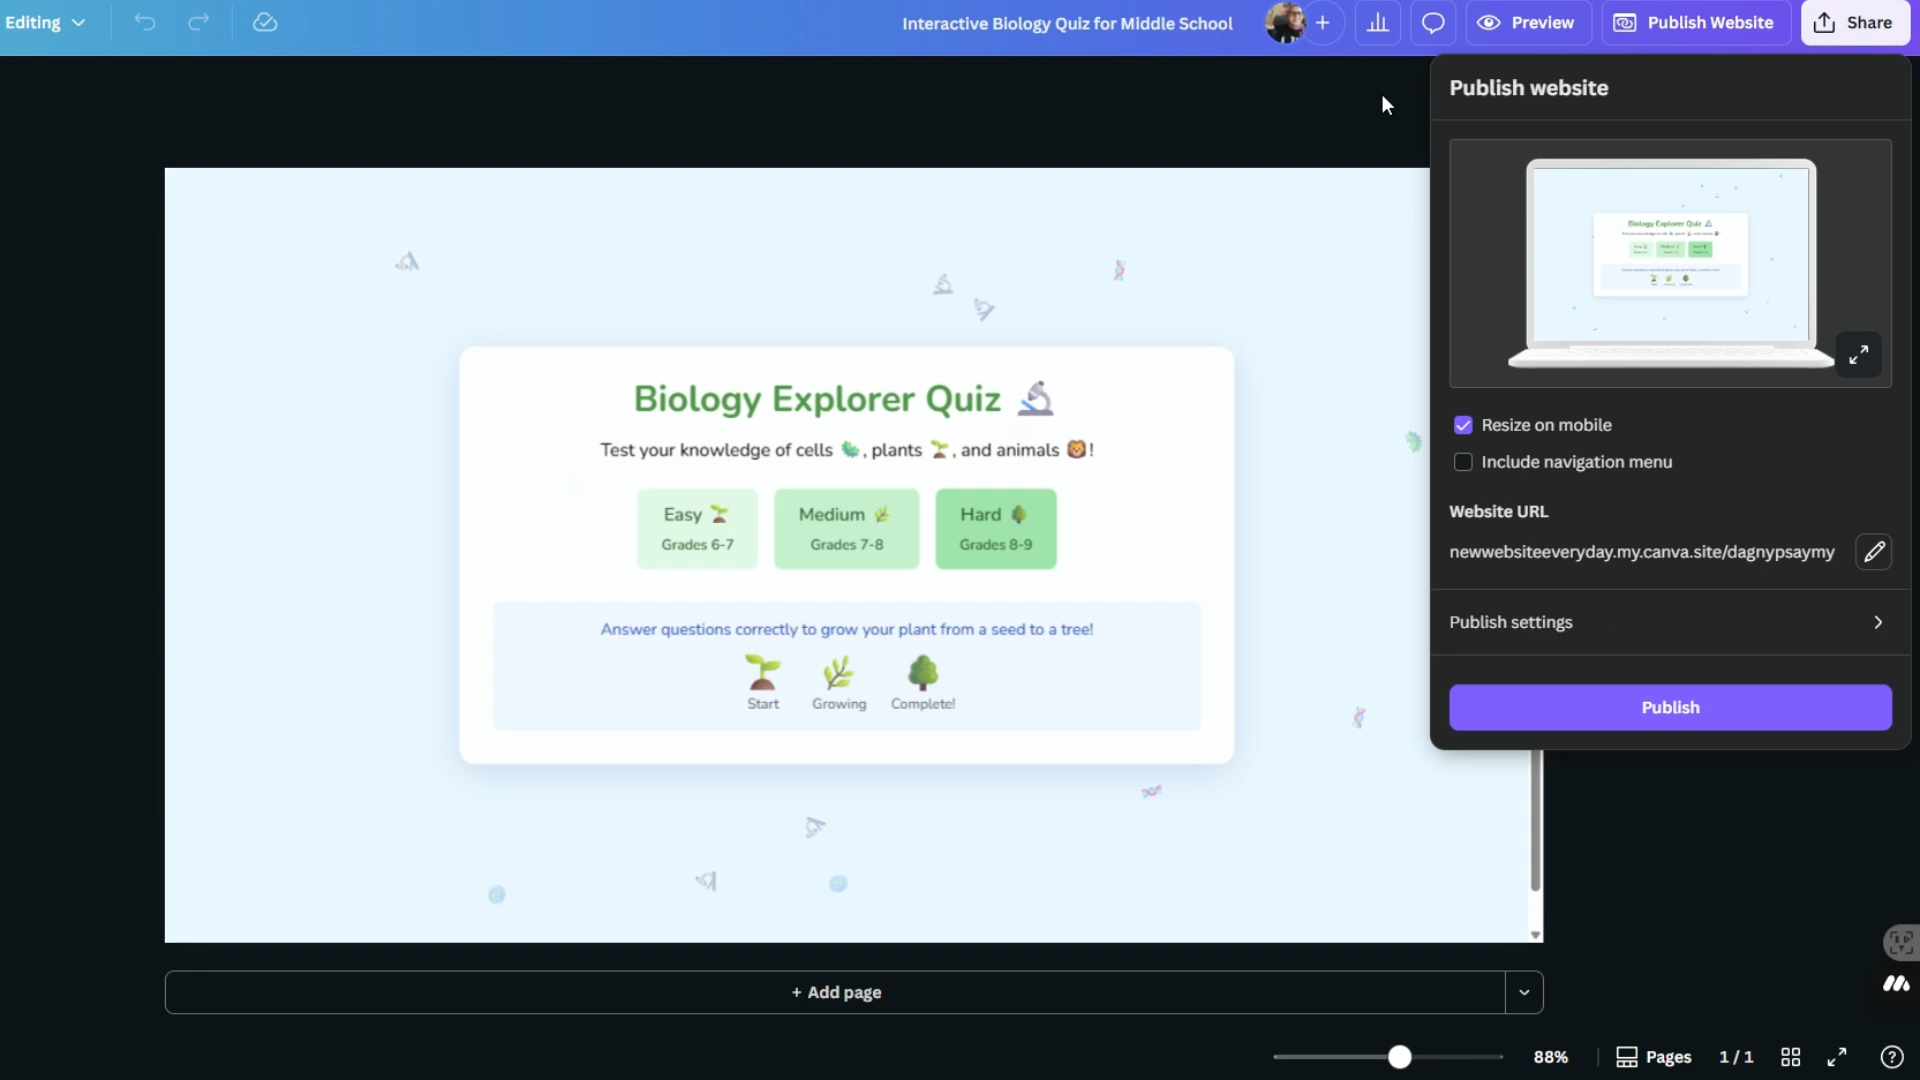 Editing
Interactive Biology Quiz for Middle School
Preview
Publish Website
Share
Publish website
Biology Explorer Quiz
Resize on mobile
Include navigation menu
Website URL
newwebsiteeveryday.my.canva.site/dagnypsaymy
Publish settings
Publish
Biology Explorer Quiz
Test your knowledge of cells , plants , and animals !
Easy
Grades 6-7
Medium
Grades 7-8
Hard
Grades 8-9
Answer questions correctly to grow your plant from a seed to a tree!
Start
Growing
Complete!
+ Add page
88%
Pages
1 / 1